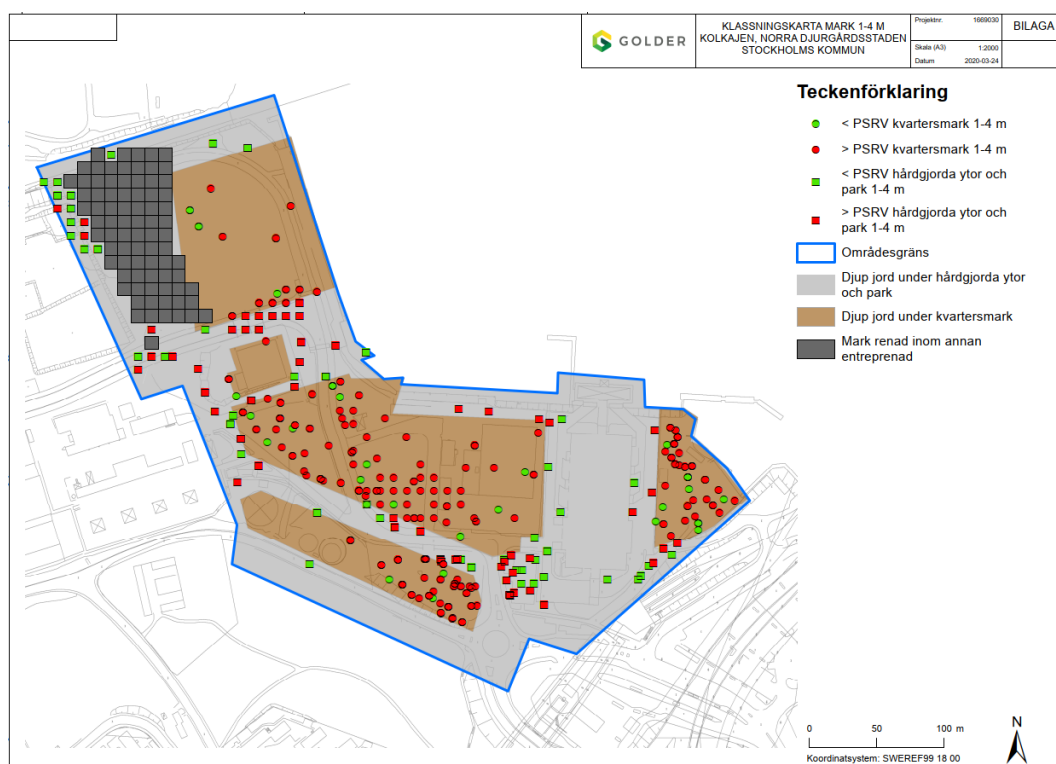 GOLDER
KLASSNINGSKARTA MARK 1-4 M
KOLKAJEN, NORRA DJURGÅRDSSTADEN
STOCKHOLMS KOMMUN
Projektnr. 1669030
Skala (A3) 1:2000
Datum 2020-03-24
BILAGA
Teckenförklaring
< PSRV kvartersmark 1-4 m
> PSRV kvartersmark 1-4 m
< PSRV hårdgjorda ytor och
park 1-4 m
> PSRV hårdgjorda ytor och
park 1-4 m
Områdesgräns
Djup jord under hårdgjorda ytor
och park
Djup jord under kvartersmark
Mark renad inom annan
entreprenad
0 50 100 m
Koordinatsystem: SWEREF99 18 00
N